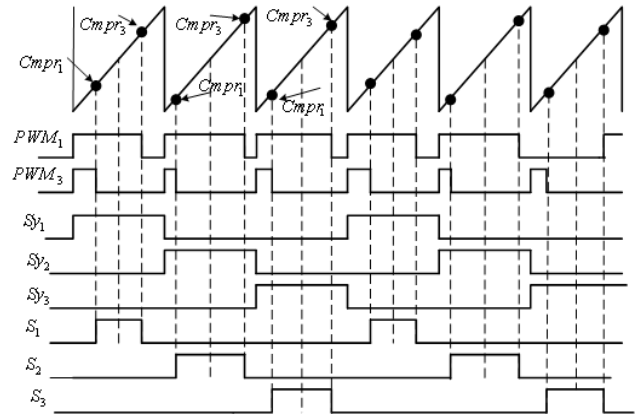 Cmpr3 Cmpr3 Cmpr3
Cmpr1 Cmpr1 Cmpr1
PWM1
PWM3
Sy1
Sy2
Sy3
S1
S2
S3